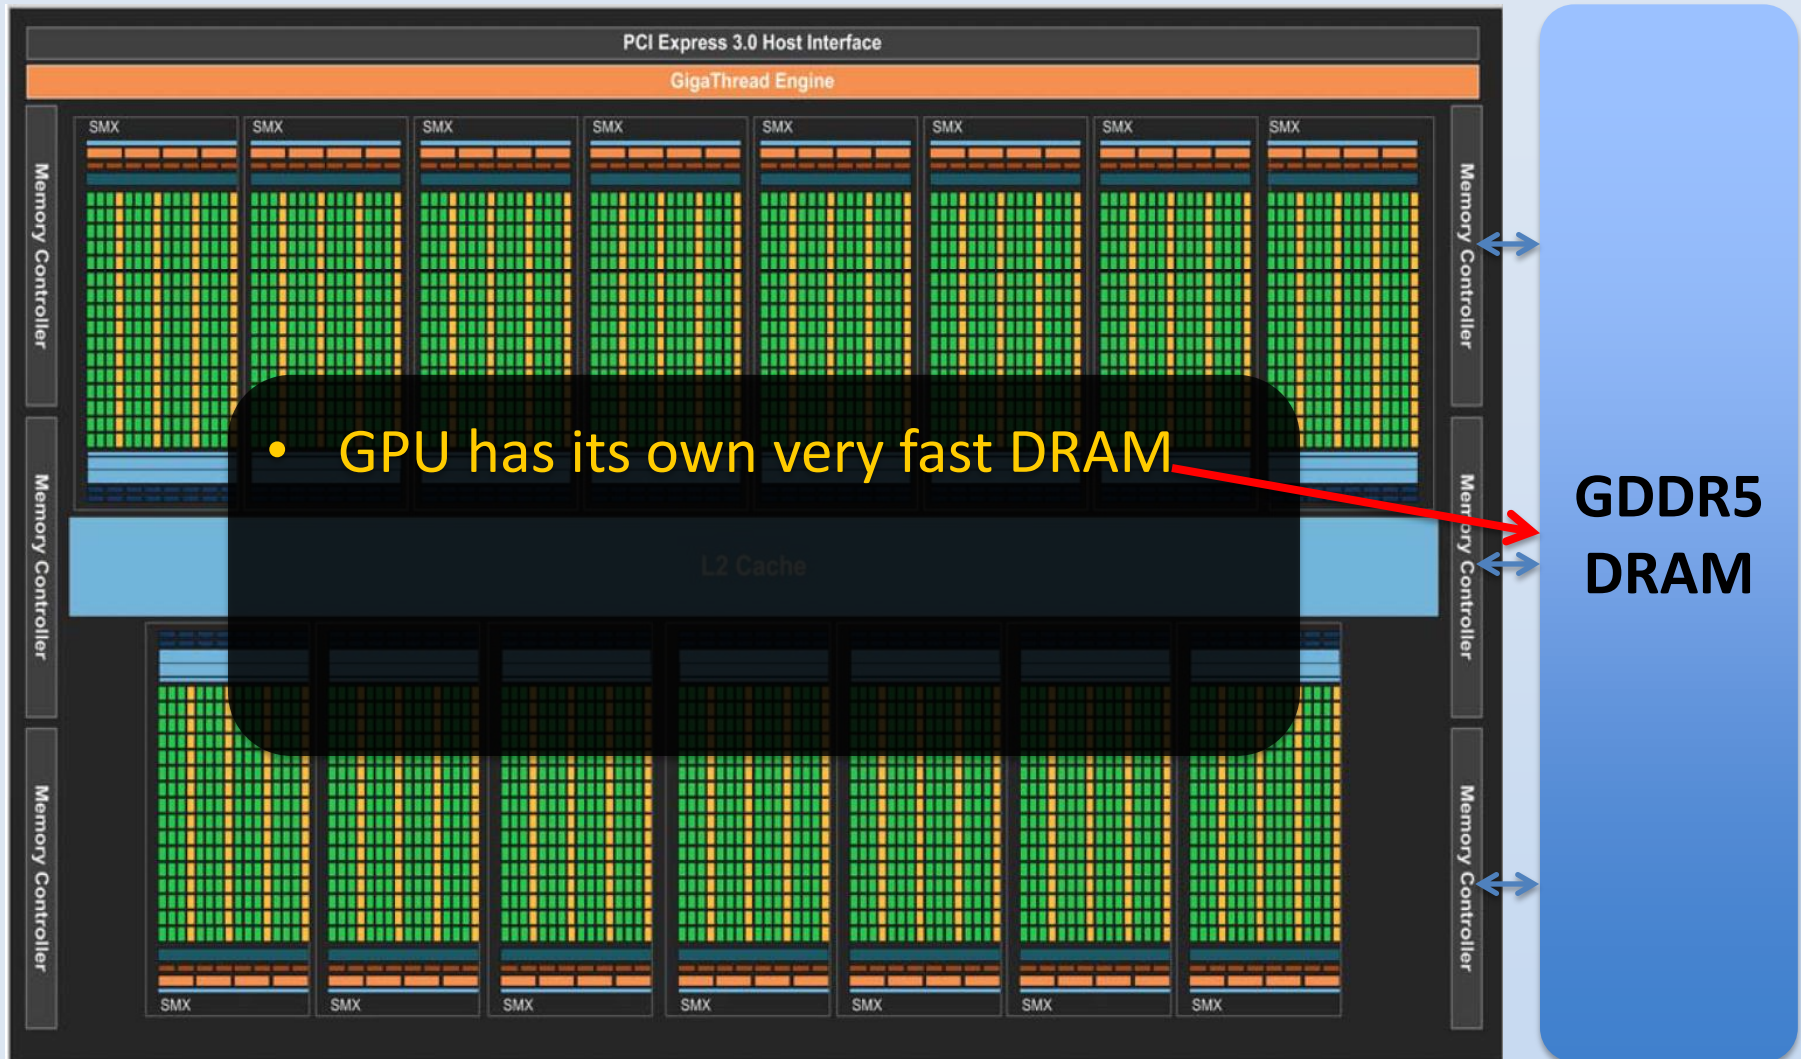 PCI Express 3.0 Host Interface
GigaThread Engine
SMX SMX SMX SMX SMX SMX SMX SMX
Memory Controller
Memory Controller
Memory Controller
• GPU has its own very fast DRAM
L2 Cache
Memory Controller
Memory Controller
Memory Controller
GDDR5
DRAM
SMX SMX SMX SMX SMX SMX SMX